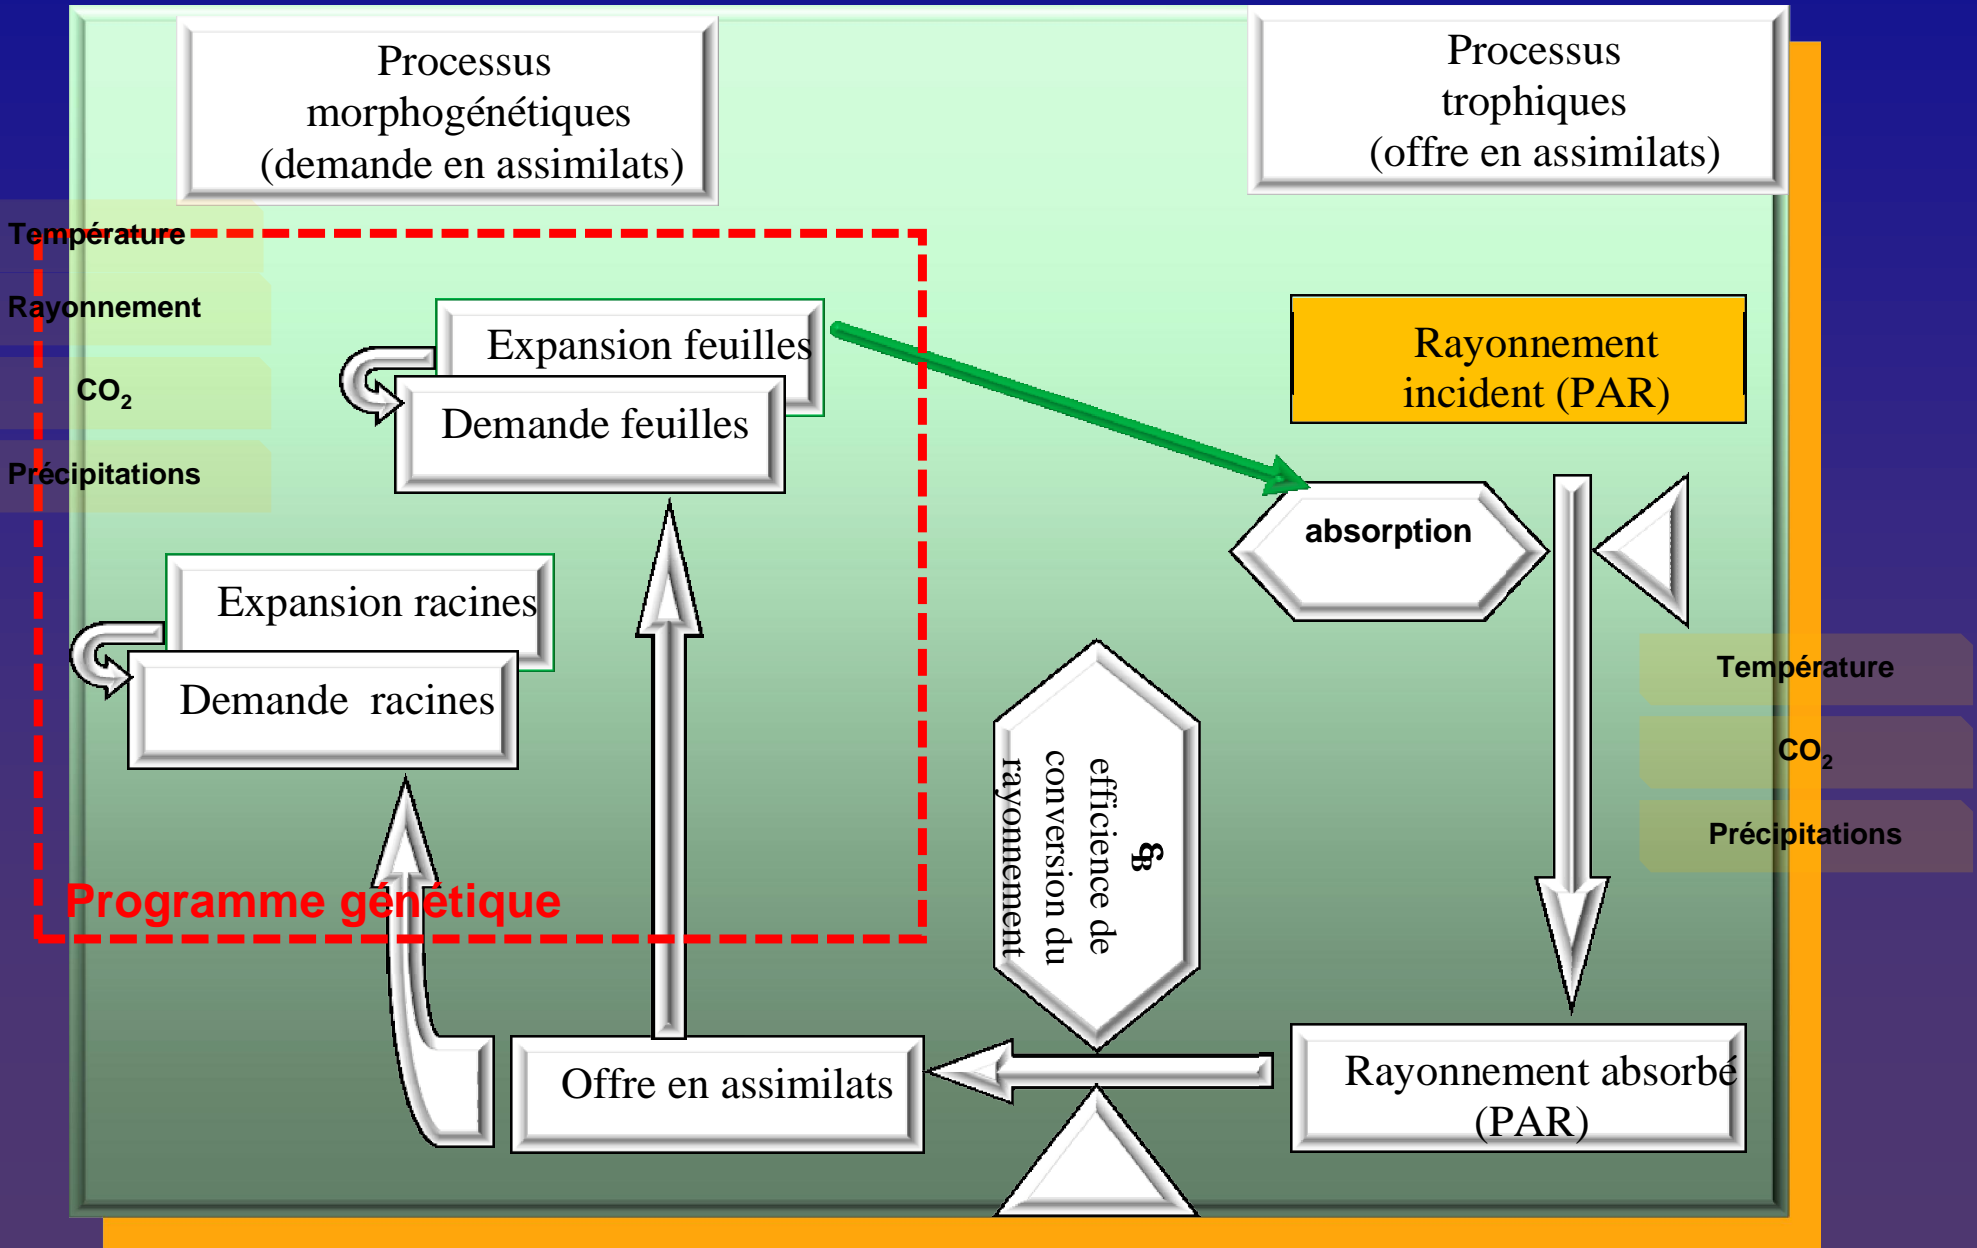 Processus
morphogénétiques
(demande en assimilats)
Processus
trophiques
(offre en assimilats)
Température
Rayonnement
CO₂
Précipitations
Expansion feuilles
Demande feuilles
Rayonnement
incident (PAR)
absorption
Expansion racines
Demande racines
Température
CO₂
Précipitations
εB
efficience de
conversion du
rayonnement
Programme génétique
Offre en assimilats
Rayonnement absorbé
(PAR)